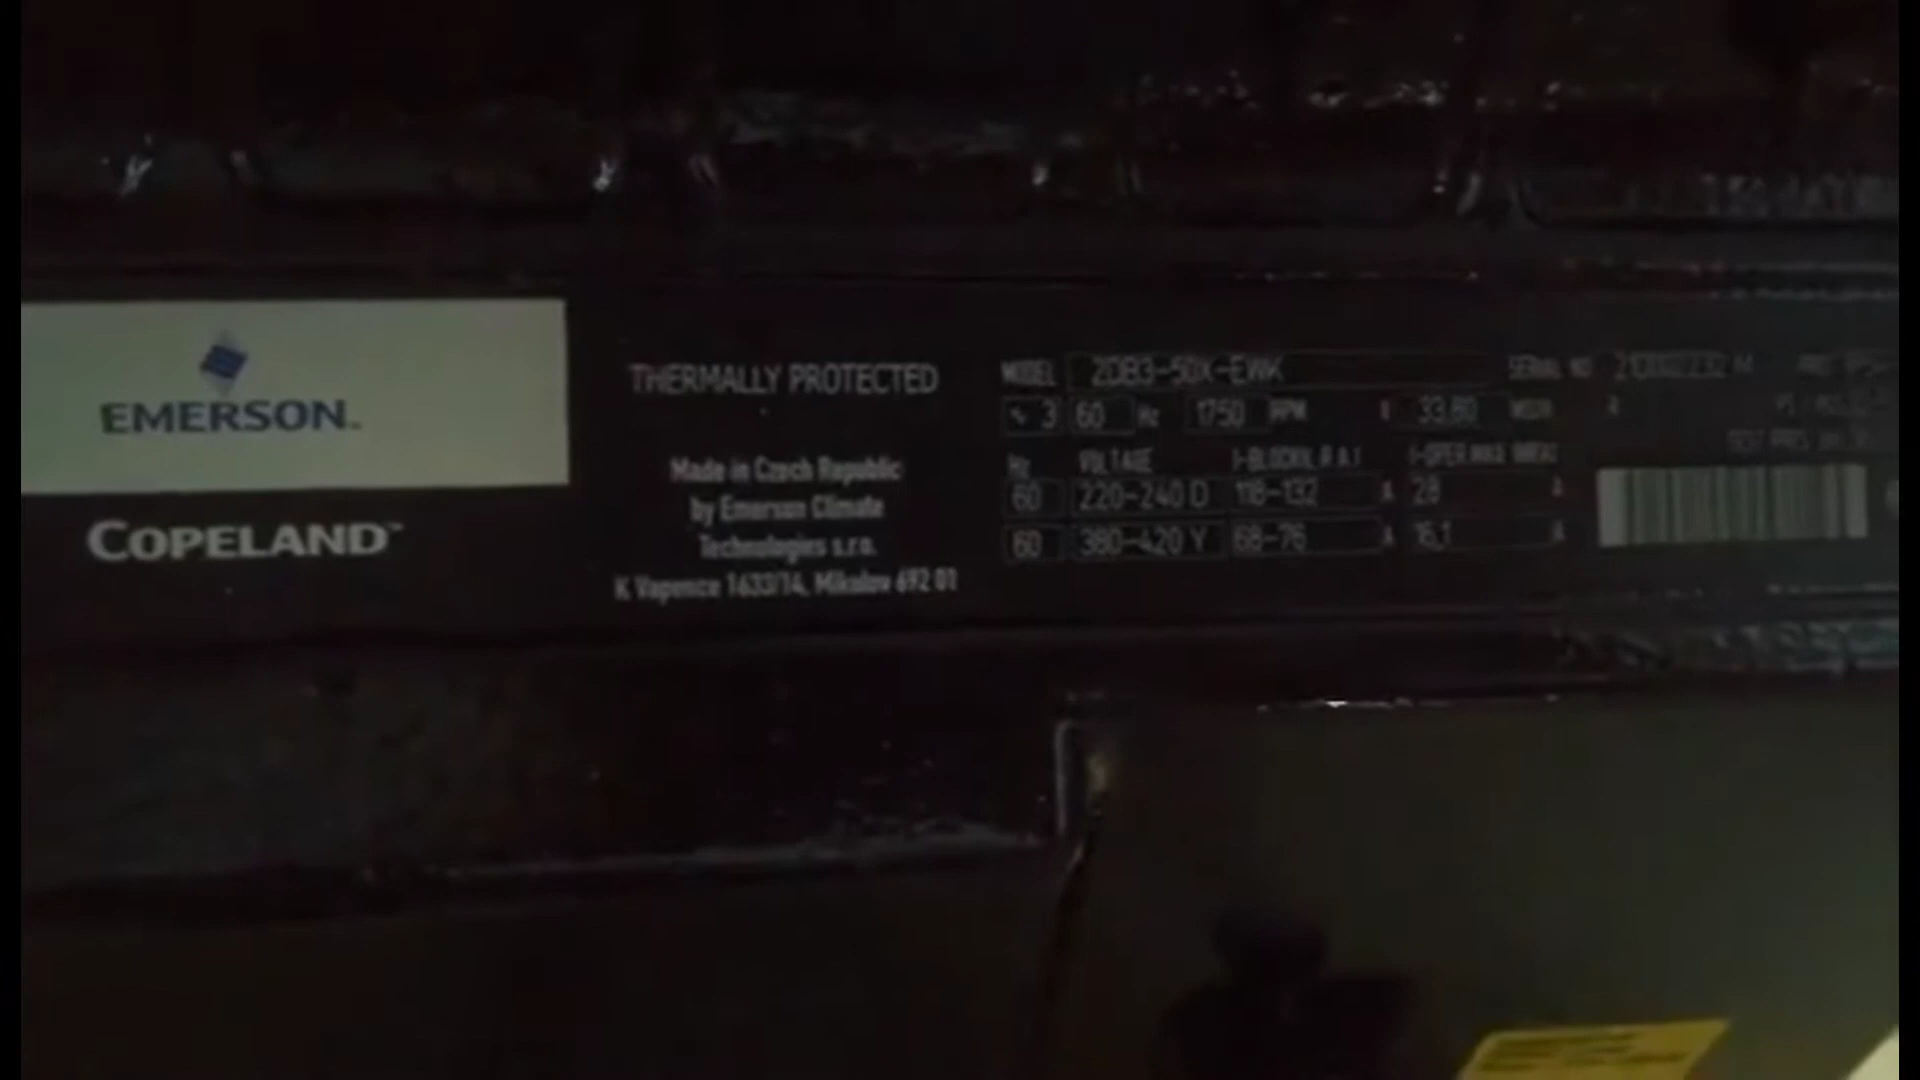 EMERSON.
COPELAND™
THERMALLY PROTECTED
Made in Czech Republic
by Emerson Climate
Technologies s.r.o.
K Vapence 1633/14, Mikulov 692 01
MODEL 2DB3-50X-EWK
~ 3 60 Hz 1750 RPM 33,80
Hz VOLTAGE
60 220-240 D 118-132 A 28 A
60 380-420 Y 68-76 A 16,1 A
SERIAL NO